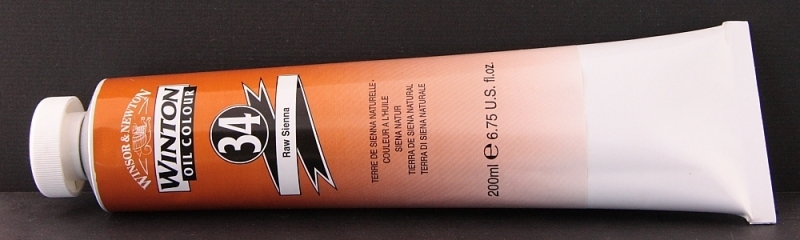 WINSOR & NEWTON
WINTON
OIL COLOUR
34
Raw Sienna
TERRE DE SIENNA NATURELLE-
COULEUR A L'HUILE
SIENA NATUR
TIERRA DE SIENA NATURAL
TERRA DI SIENA NATURALE
200ml e 6.75 U.S. fl.oz.